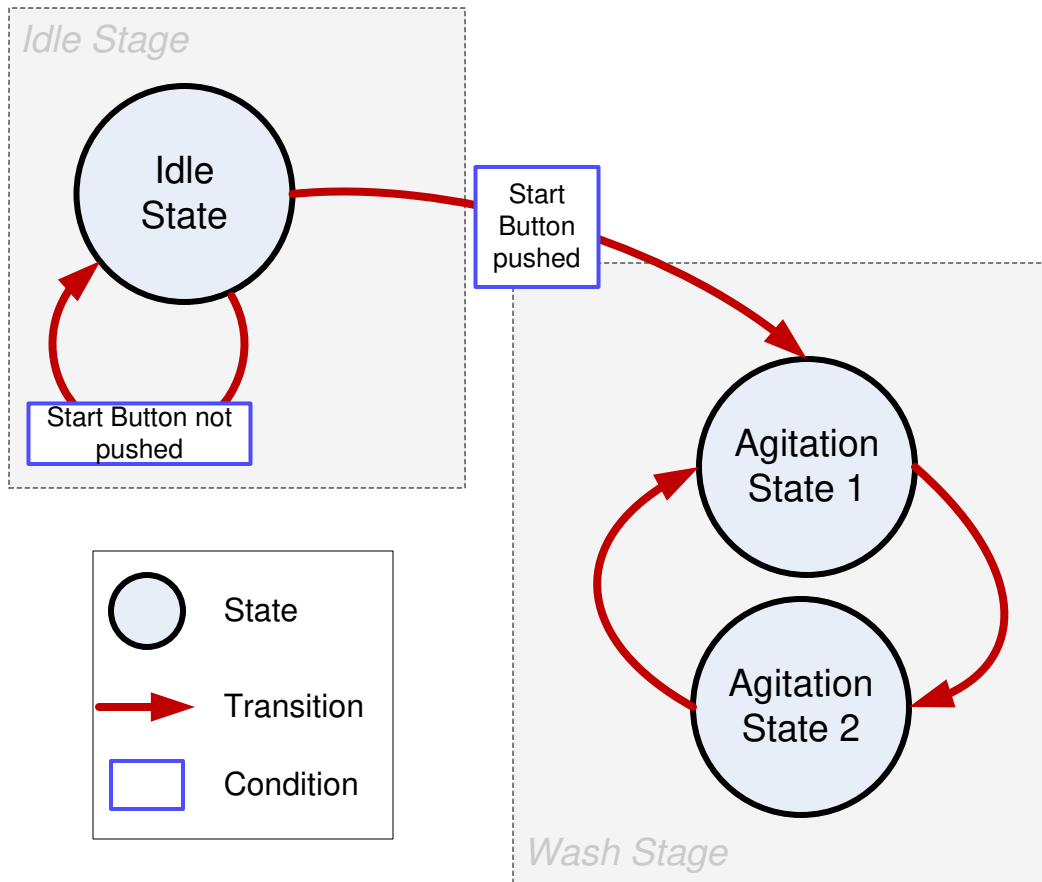 Idle Stage
Idle
State
Start
Button
pushed
Start Button not
pushed
Agitation
State 1
Agitation
State 2
Wash Stage
State
Transition
Condition